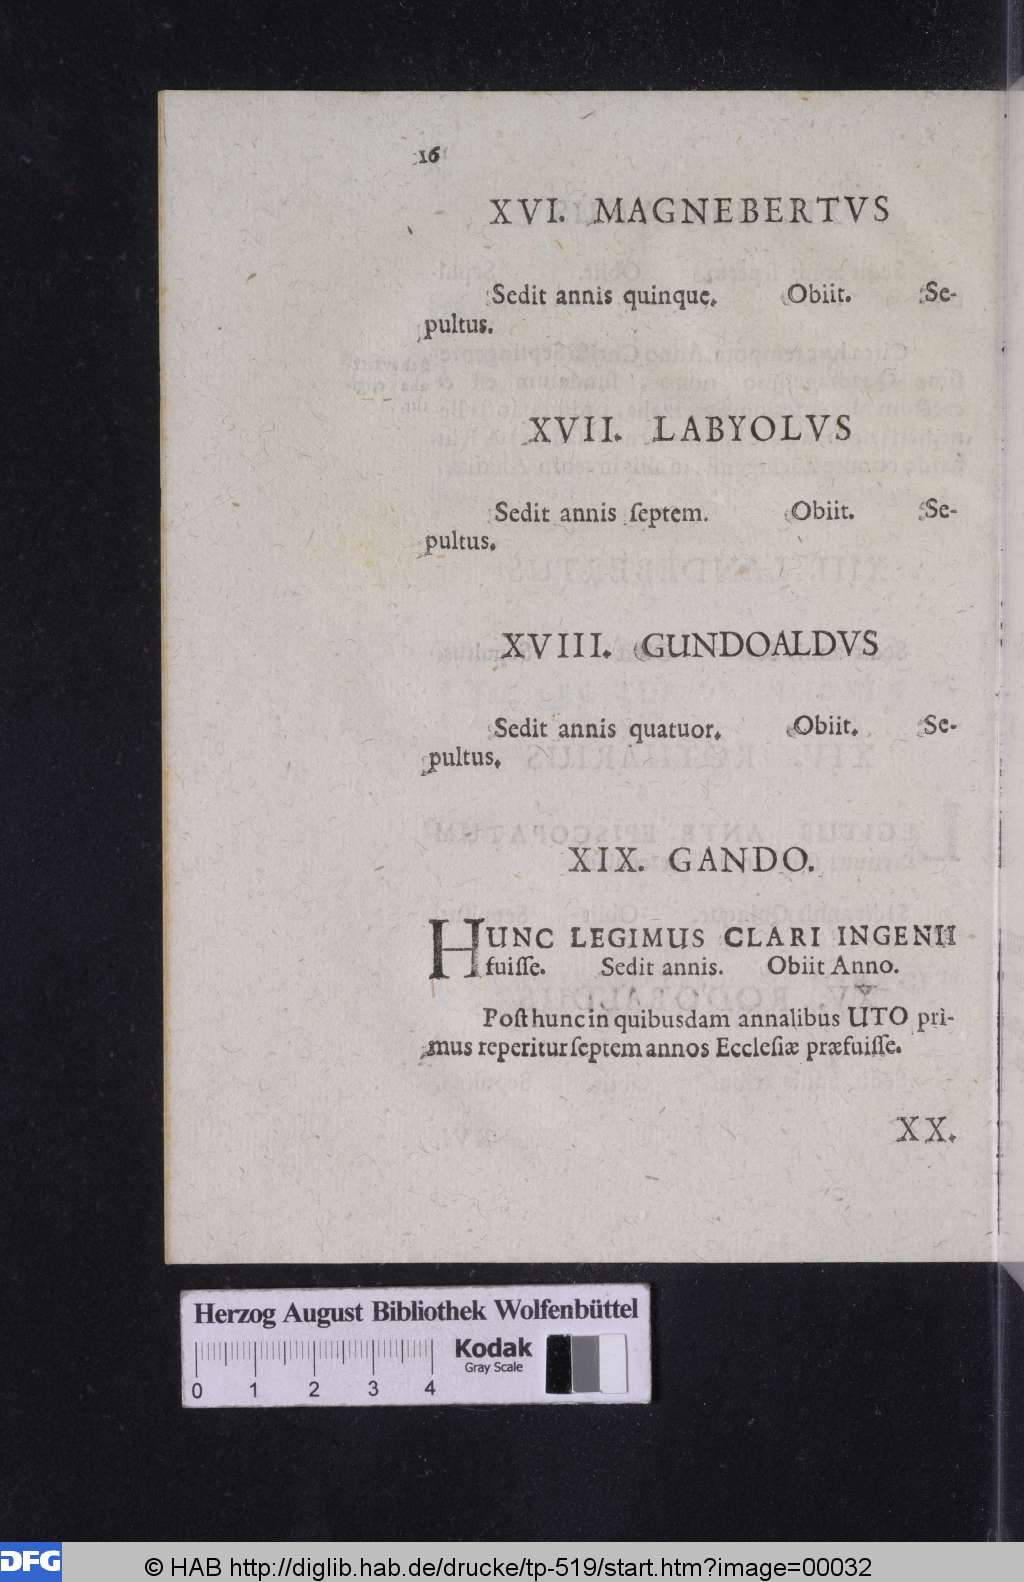 16
XVI. MAGNEBERTVS
Sedit annis quinque. Obiit. Se-
pultus.
XVII. LABYOLVS
Sedit annis ſeptem. Obiit. Se-
pultus.
XVIII. GUNDOALDVS
Sedit annis quatuor. Obiit. Se-
pultus.
XIX. GANDO.
HUNC LEGIMUS CLARI INGENII
fuiſſe. Sedit annis. Obiit Anno.
Poſt hunc in quibusdam annalibus UTO pri-
mus reperitur ſeptem annos Eccleſiæ præfuiſſe.
XX.
Herzog August Bibliothek Wolfenbüttel
Kodak
Gray Scale
0 1 2 3 4
DFG
© HAB http://diglib.hab.de/drucke/tp-519/start.htm?image=00032